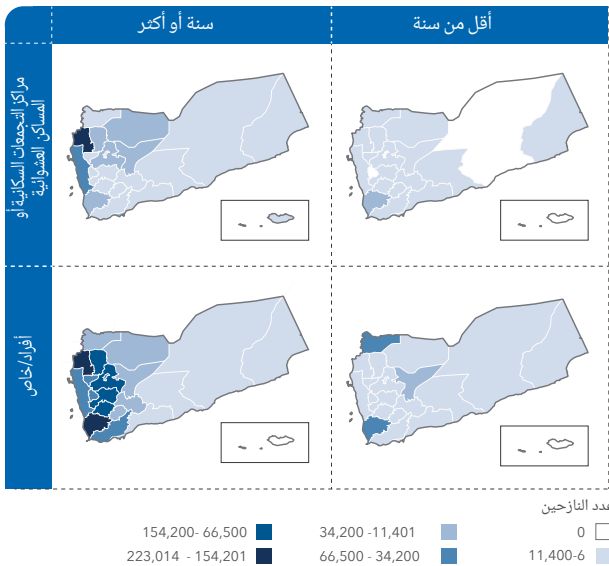 أقل من سنة
سنة أو أكثر
مراكز التجمعات السكانية أو
المساكن العشوائية
أفراد/خاص
عدد النازحين
0
11,400-6
34,200 -11,401
66,500 - 34,200
154,200- 66,500
223,014 - 154,201